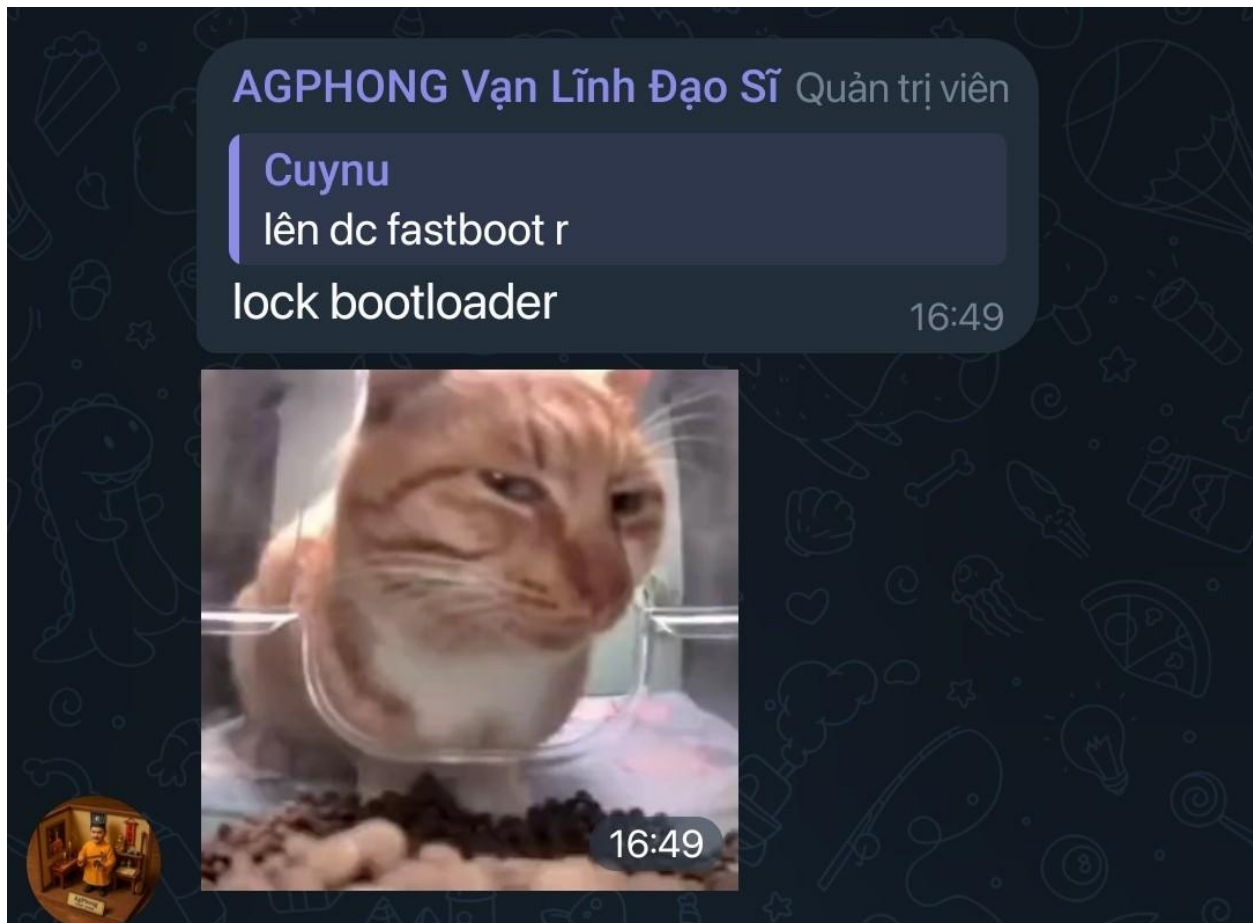 AGPHONG Vạn Lĩnh Đạo Sĩ Quản trị viên
Cuynu
lên dc fastboot r
lock bootloader
16:49
16:49